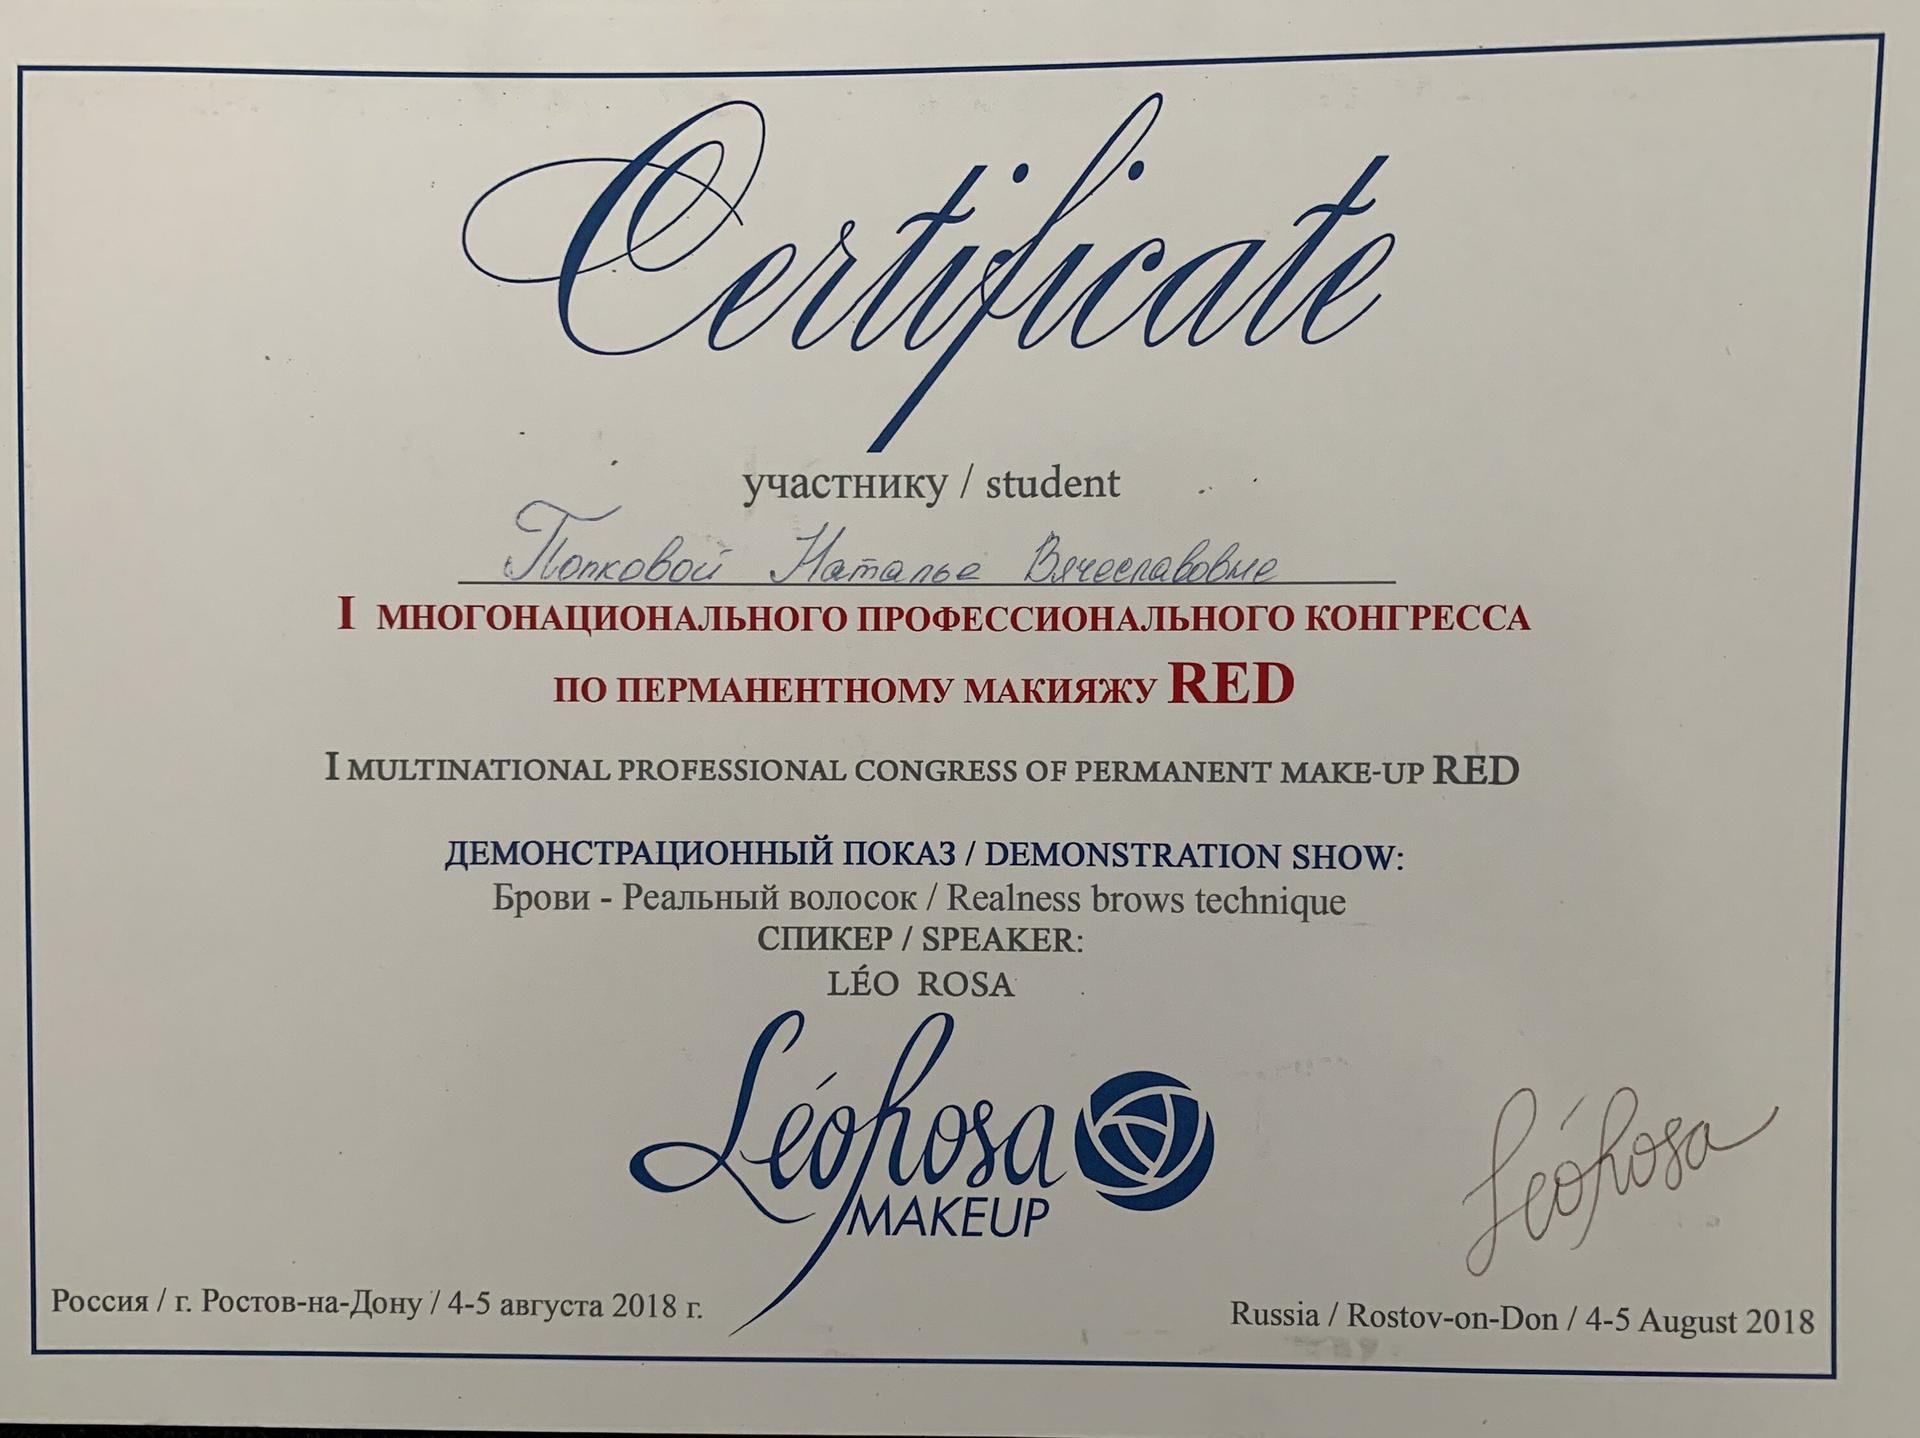 Certificate
участнику / student
Попковой Наталье Вячеславовне
I МНОГОНАЦИОНАЛЬНОГО ПРОФЕССИОНАЛЬНОГО КОНГРЕССА
ПО ПЕРМАНЕНТНОМУ МАКИЯЖУ RED
I MULTINATIONAL PROFESSIONAL CONGRESS OF PERMANENT MAKE-UP RED
ДЕМОНСТРАЦИОННЫЙ ПОКАЗ / DEMONSTRATION SHOW:
Брови - Реальный волосок / Realness brows technique
СПИКЕР / SPEAKER:
LÉO ROSA
LéoRosa
MAKEUP
LéoRosa
Россия / г. Ростов-на-Дону / 4-5 августа 2018 г.
Russia / Rostov-on-Don / 4-5 August 2018